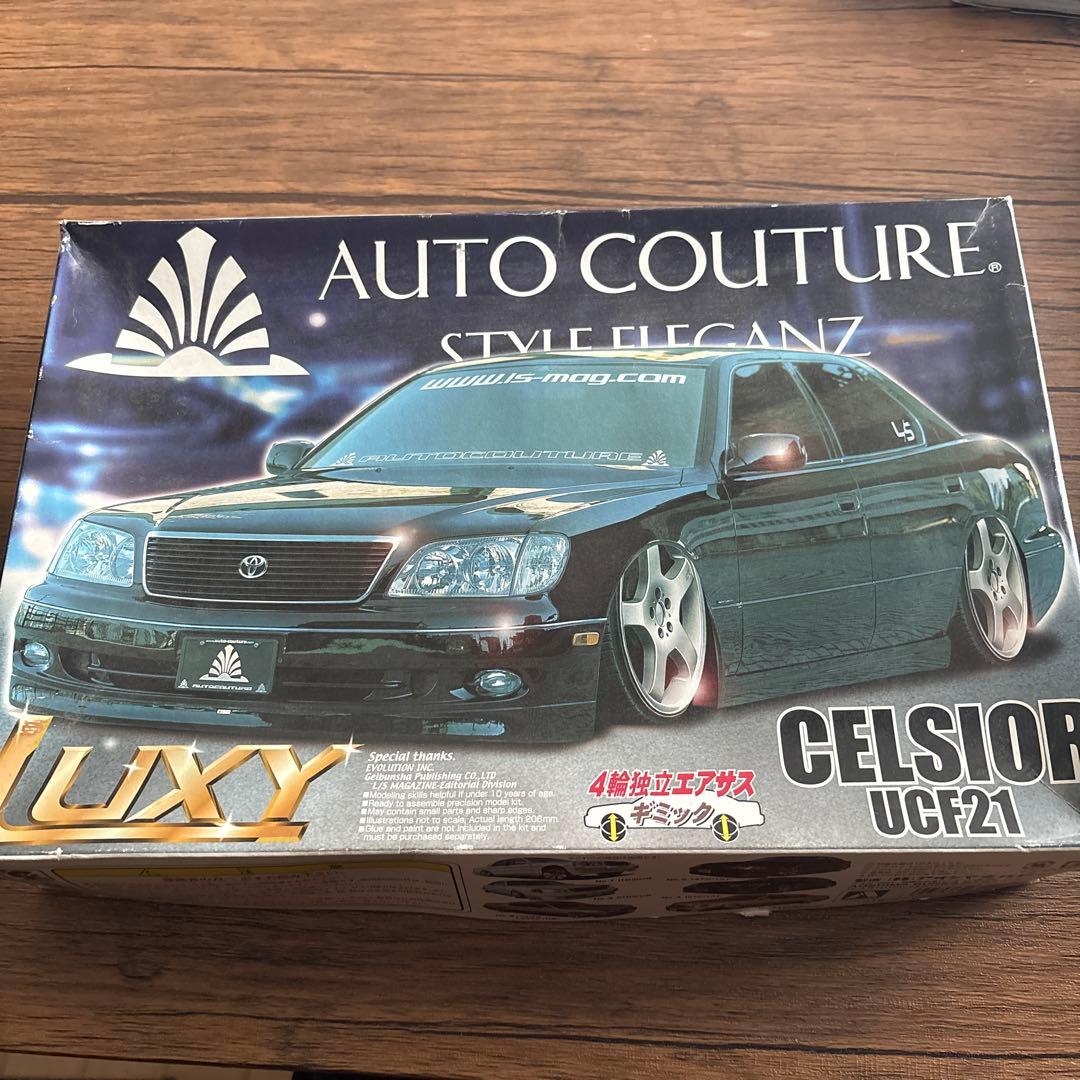 AUTO COUTURE®
STYLE ELEGANZ
www.ls-mag.com
AUTOCOUTURE
L/S
www.auto-couture.net
AUTOCOUTURE
LUXY
Special thanks.
EVOLUTION INC.
Geibunsha Publishing CO.,LTD
L/S MAGAZINE-Editorial Division
■Modeling skills helpful if under 10 years of age.
■Ready to assemble precision model kit.
■May contain small parts and sharp edges.
■Illustrations not to scale, Actual length 206mm.
■Glue and paint are not included in the kit and
must be purchased separately.
4輪独立エアサス
ギミック
CELSIOR
UCF21